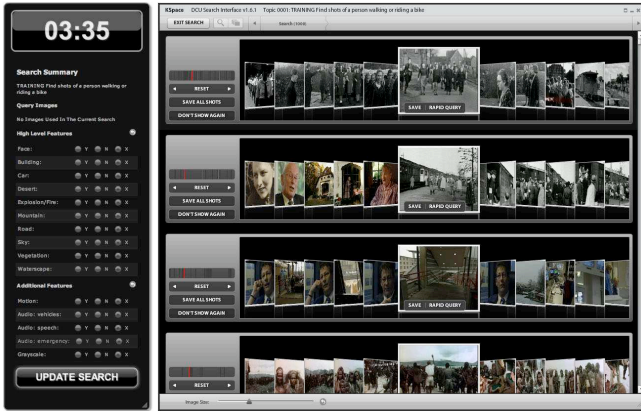 03:35
Search Summary
TRAINING Find shots of a person walking or
riding a bike
Query Images
No Images Used In The Current Search
High Level Features
Face: Y N X
Building: Y N X
Car: Y N X
Desert: Y N X
Explosion/Fire: Y N X
Mountain: Y N X
Road: Y N X
Sky: Y N X
Vegetation: Y N X
Waterscape: Y N X
Additional Features
Motion: Y N X
Audio: vehicles: Y N X
Audio: speech: Y N X
Audio: emergency: Y N X
Grayscale: Y N X
UPDATE SEARCH
KSpace DCU Search Interface v1.6.1 Topic 0001: TRAINING Find shots of a person walking or riding a bike
EXIT SEARCH
Search (1000)
RESET
SAVE ALL SHOTS
DON'T SHOW AGAIN
SAVE RAPID QUERY
RESET
SAVE ALL SHOTS
DON'T SHOW AGAIN
SAVE RAPID QUERY
RESET
SAVE ALL SHOTS
DON'T SHOW AGAIN
SAVE RAPID QUERY
RESET
Image Size: